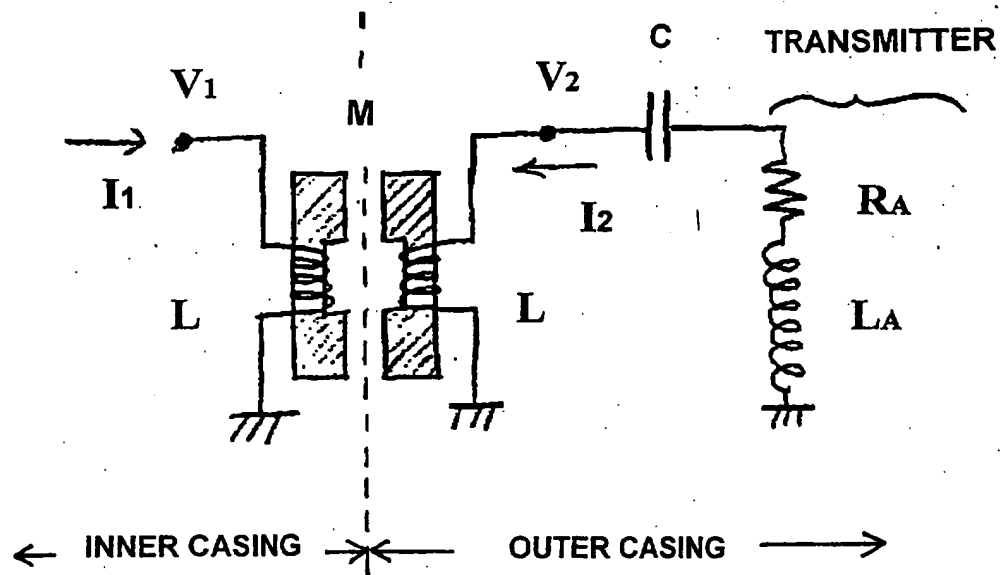 C
TRANSMITTER
V1
M
V2
I1
I2
RA
L
L
LA
INNER CASING
OUTER CASING